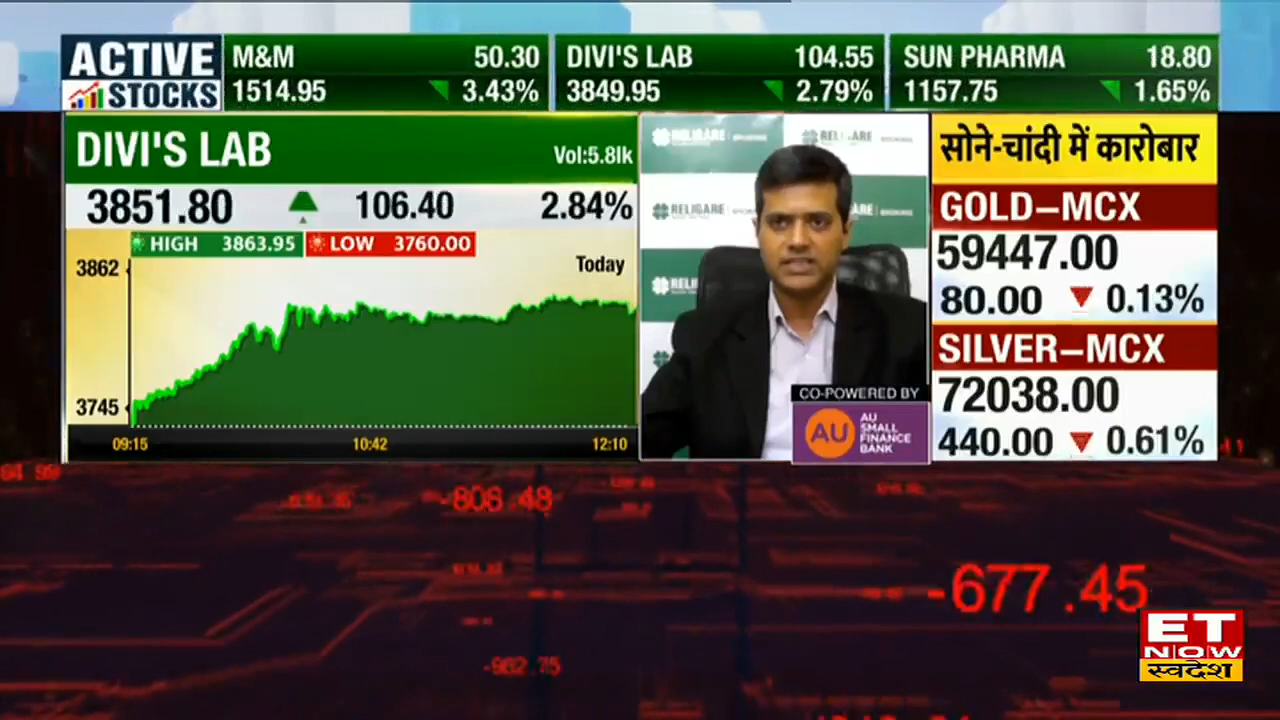 ACTIVE
STOCKS
M&M 50.30
1514.95 3.43%
DIVI'S LAB 104.55
3849.95 2.79%
SUN PHARMA 18.80
1157.75 1.65%
DIVI'S LAB Vol:5.8lk
3851.80 106.40 2.84%
HIGH 3863.95 LOW 3760.00
3862
Today
3745
09:15 10:42 12:10
RELIGARE
RELIGARE
CO-POWERED BY
AU
AU
SMALL
FINANCE
BANK
सोने-चांदी में कारोबार
GOLD-MCX
59447.00
80.00 0.13%
SILVER-MCX
72038.00
440.00 0.61%
-808.48
-677.45
ET
NOW
स्वदेश